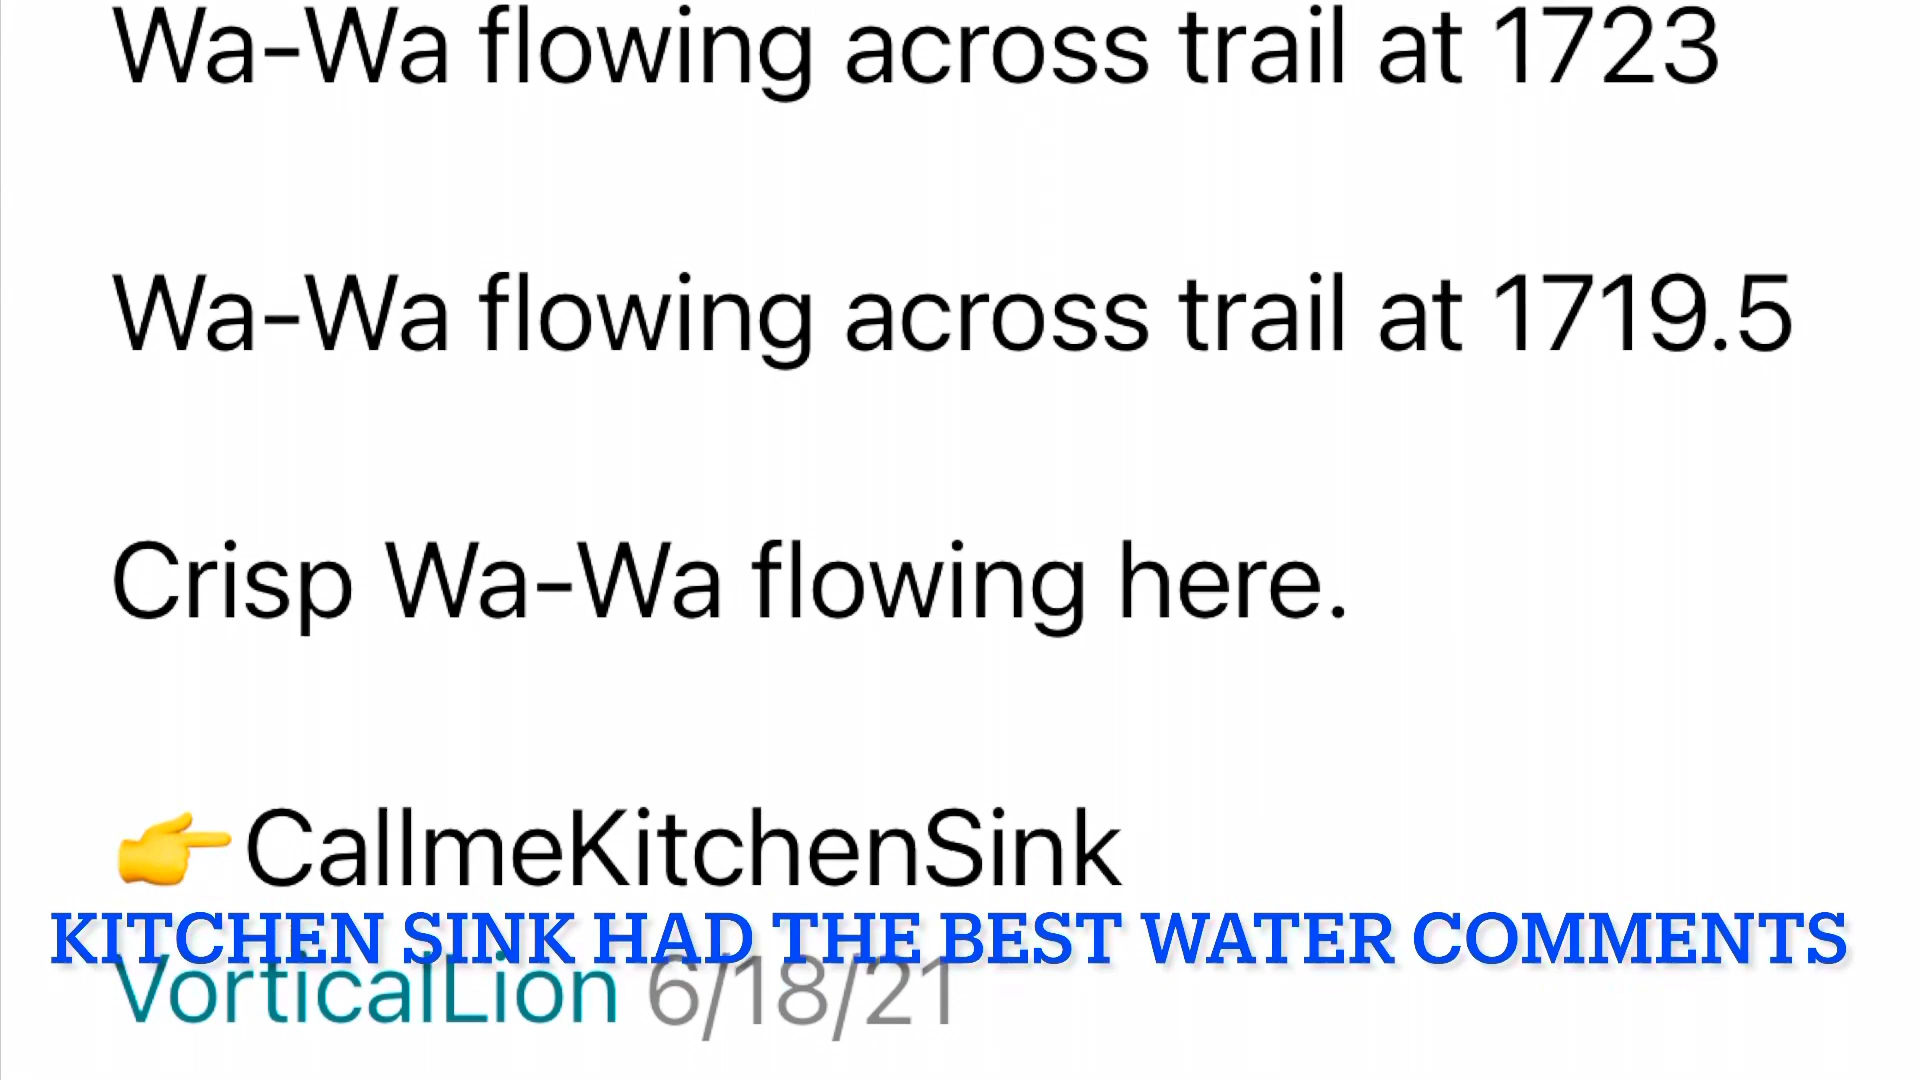 Wa-Wa flowing across trail at 1723
Wa-Wa flowing across trail at 1719.5
Crisp Wa-Wa flowing here.
👉CallmeKitchenSink
KITCHEN SINK HAD THE BEST WATER COMMENTS
VorticalLion 6/18/21